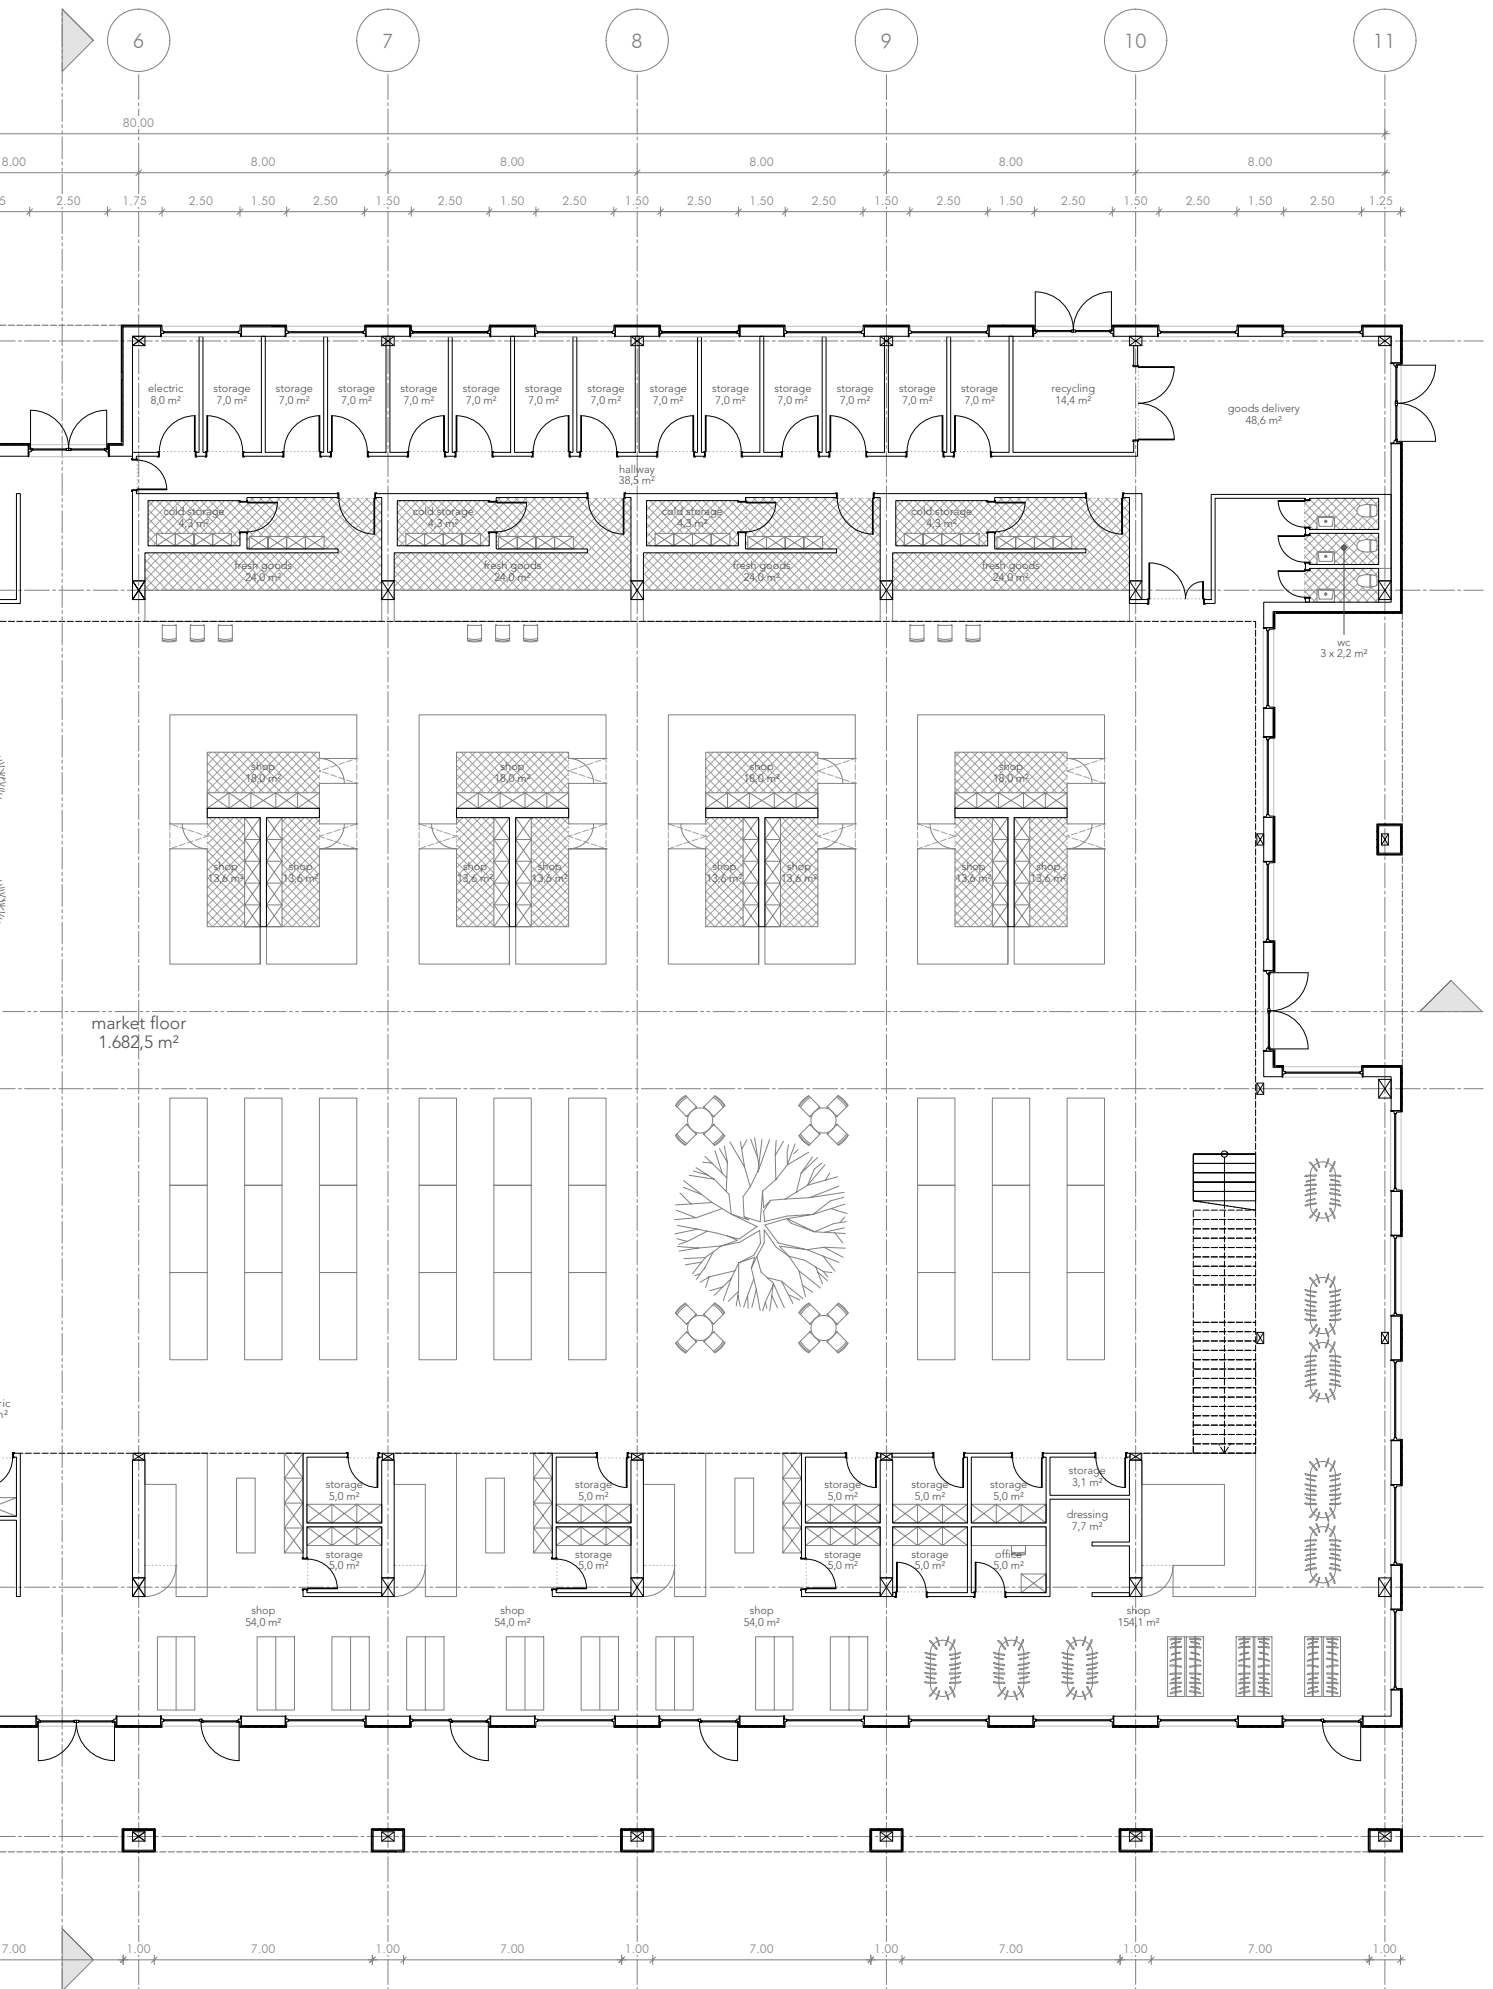 6 7 8 9 10 11
80.00
8.00 8.00 8.00 8.00 8.00 8.00
5 2.50 1.75 2.50 1.50 2.50 1.50 2.50 1.50 2.50 1.50 2.50 1.50 2.50 1.50 2.50 1.50 2.50 1.50 2.50 1.50 2.50 1.25
electric storage storage storage storage storage storage storage storage storage storage storage storage storage recycling
8,0 m² 7,0 m² 7,0 m² 7,0 m² 7,0 m² 7,0 m² 7,0 m² 7,0 m² 7,0 m² 7,0 m² 7,0 m² 7,0 m² 7,0 m² 7,0 m² 14,4 m²
goods delivery
48,6 m²
hallway
38,5 m²
cold storage cold storage cold storage cold storage
4,3 m² 4,3 m² 4,3 m² 4,3 m²
fresh goods fresh goods fresh goods fresh goods
24,0 m² 24,0 m² 24,0 m² 24,0 m²
wc
3 x 2,2 m²
shop shop shop shop
18,0 m² 18,0 m² 18,0 m² 18,0 m²
shop shop shop shop shop shop shop shop
13,6 m² 13,6 m² 13,6 m² 13,6 m² 13,6 m² 13,6 m² 13,6 m² 13,6 m²
market floor
1.682,5 m²
ric
m²
storage
3,1 m²
storage storage storage storage storage
5,0 m² 5,0 m² 5,0 m² 5,0 m² 5,0 m²
dressing
7,7 m²
storage storage storage storage office
5,0 m² 5,0 m² 5,0 m² 5,0 m² 5,0 m²
shop shop shop shop
54,0 m² 54,0 m² 54,0 m² 154,1 m²
7.00 1.00 7.00 1.00 7.00 1.00 7.00 1.00 7.00 1.00 7.00 1.00